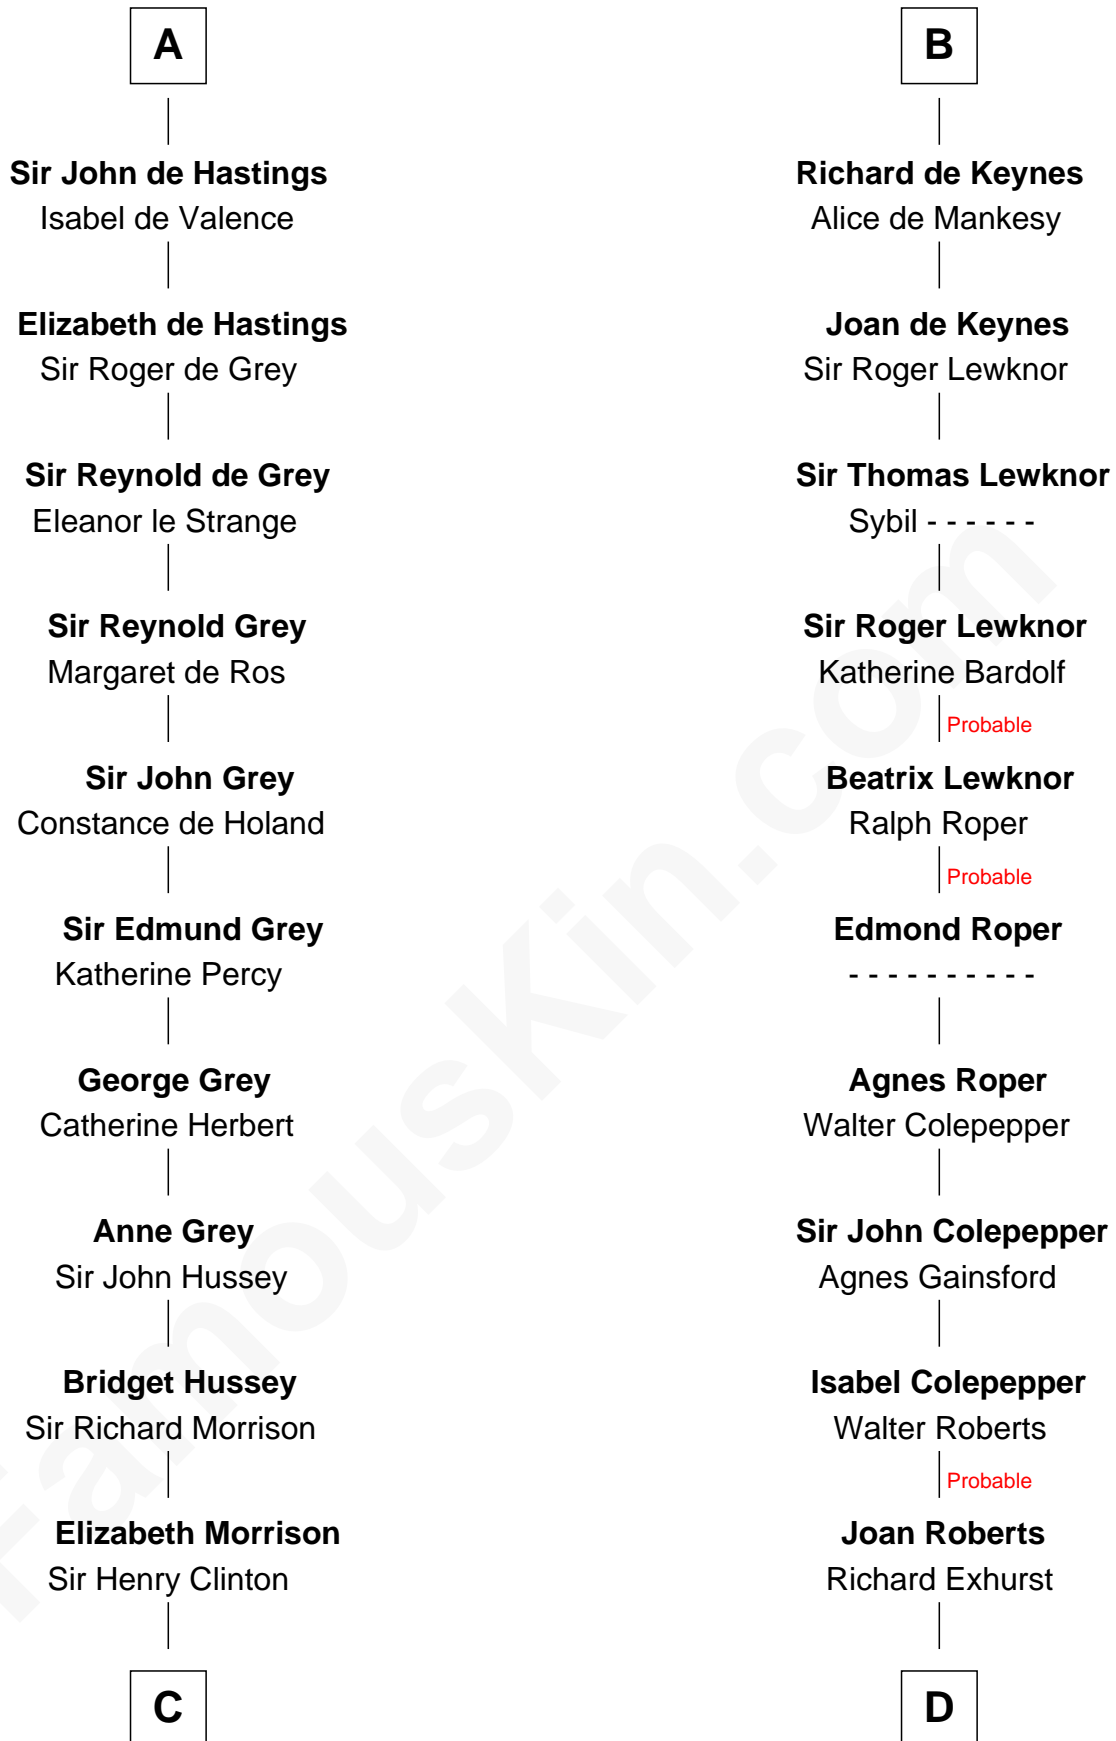 A
Sir John de Hastings
Isabel de Valence
Elizabeth de Hastings
Sir Roger de Grey
Sir Reynold de Grey
Eleanor le Strange
Sir Reynold Grey
Margaret de Ros
Sir John Grey
Constance de Holand
Sir Edmund Grey
Katherine Percy
George Grey
Catherine Herbert
Anne Grey
Sir John Hussey
Bridget Hussey
Sir Richard Morrison
Elizabeth Morrison
Sir Henry Clinton
C
B
Richard de Keynes
Alice de Mankesy
Joan de Keynes
Sir Roger Lewknor
Sir Thomas Lewknor
Sybil - - - - - -
Sir Roger Lewknor
Katherine Bardolf
Probable
Beatrix Lewknor
Ralph Roper
Probable
Edmond Roper
- - - - - - - - - -
Agnes Roper
Walter Colepepper
Sir John Colepepper
Agnes Gainsford
Isabel Colepepper
Walter Roberts
Probable
Joan Roberts
Richard Exhurst
D
FamousKin.com